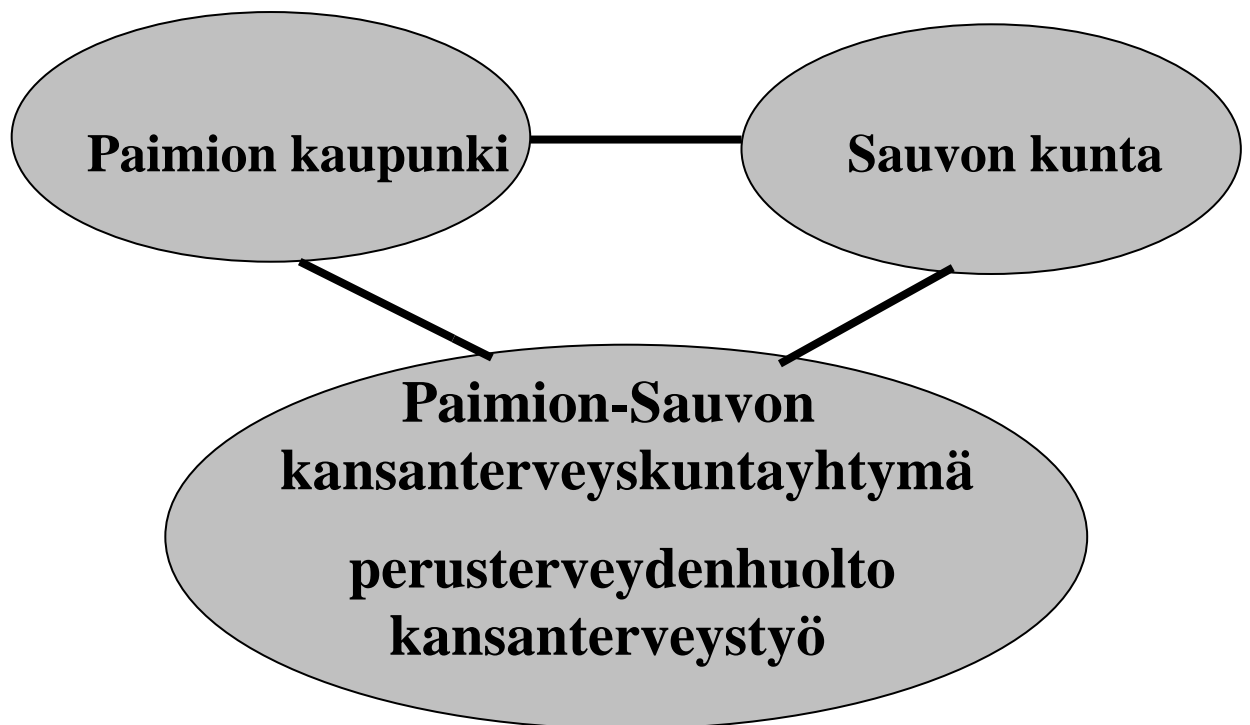 Paimion kaupunki
Sauvon kunta
Paimion-Sauvon
kansanterveyskuntayhtymä
perusterveydenhuolto
kansanterveystyö